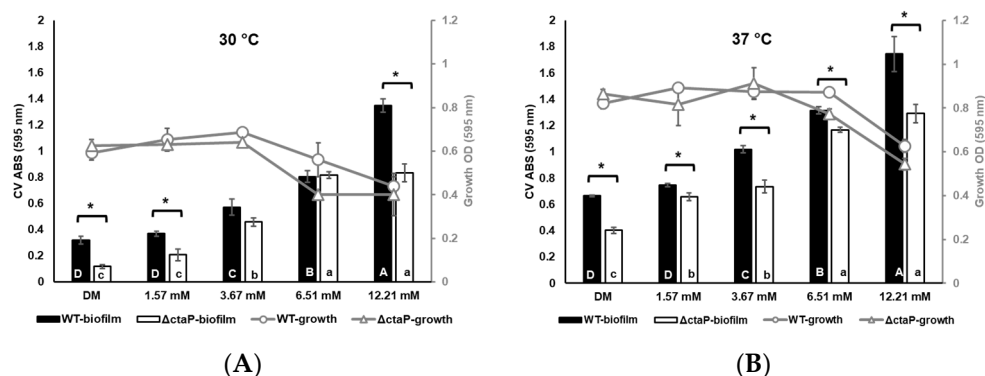 30 °C
CV ABS (595 nm)
2
1.8
1.6
1.4
1.2
1
0.8
0.6
0.4
0.2
0
Growth OD (595 nm)
1.2
1
0.8
0.6
0.4
0.2
0
* * *
D c D c C b B a A a
DM 1.57 mM 3.67 mM 6.51 mM 12.21 mM
WT-biofilm ΔctaP-biofilm WT-growth ΔctaP-growth
(A)
37 °C
CV ABS (595 nm)
2
1.8
1.6
1.4
1.2
1
0.8
0.6
0.4
0.2
0
Growth OD (595 nm)
1.2
1
0.8
0.6
0.4
0.2
0
* * * * *
D c D b C b B a A a
DM 1.57 mM 3.67 mM 6.51 mM 12.21 mM
WT-biofilm ΔctaP-biofilm WT-growth ΔctaP-growth
(B)